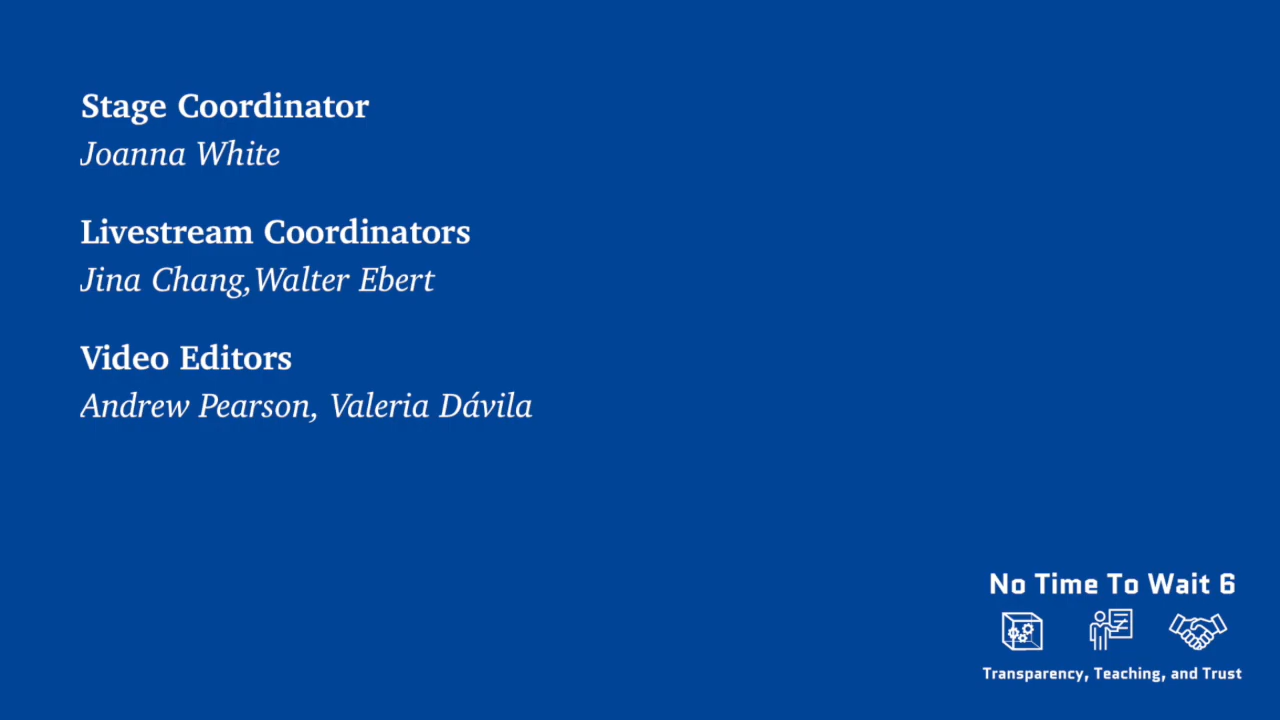 Stage Coordinator
Joanna White
Livestream Coordinators
Jina Chang,Walter Ebert
Video Editors
Andrew Pearson, Valeria Dávila
No Time To Wait 6
Transparency, Teaching, and Trust